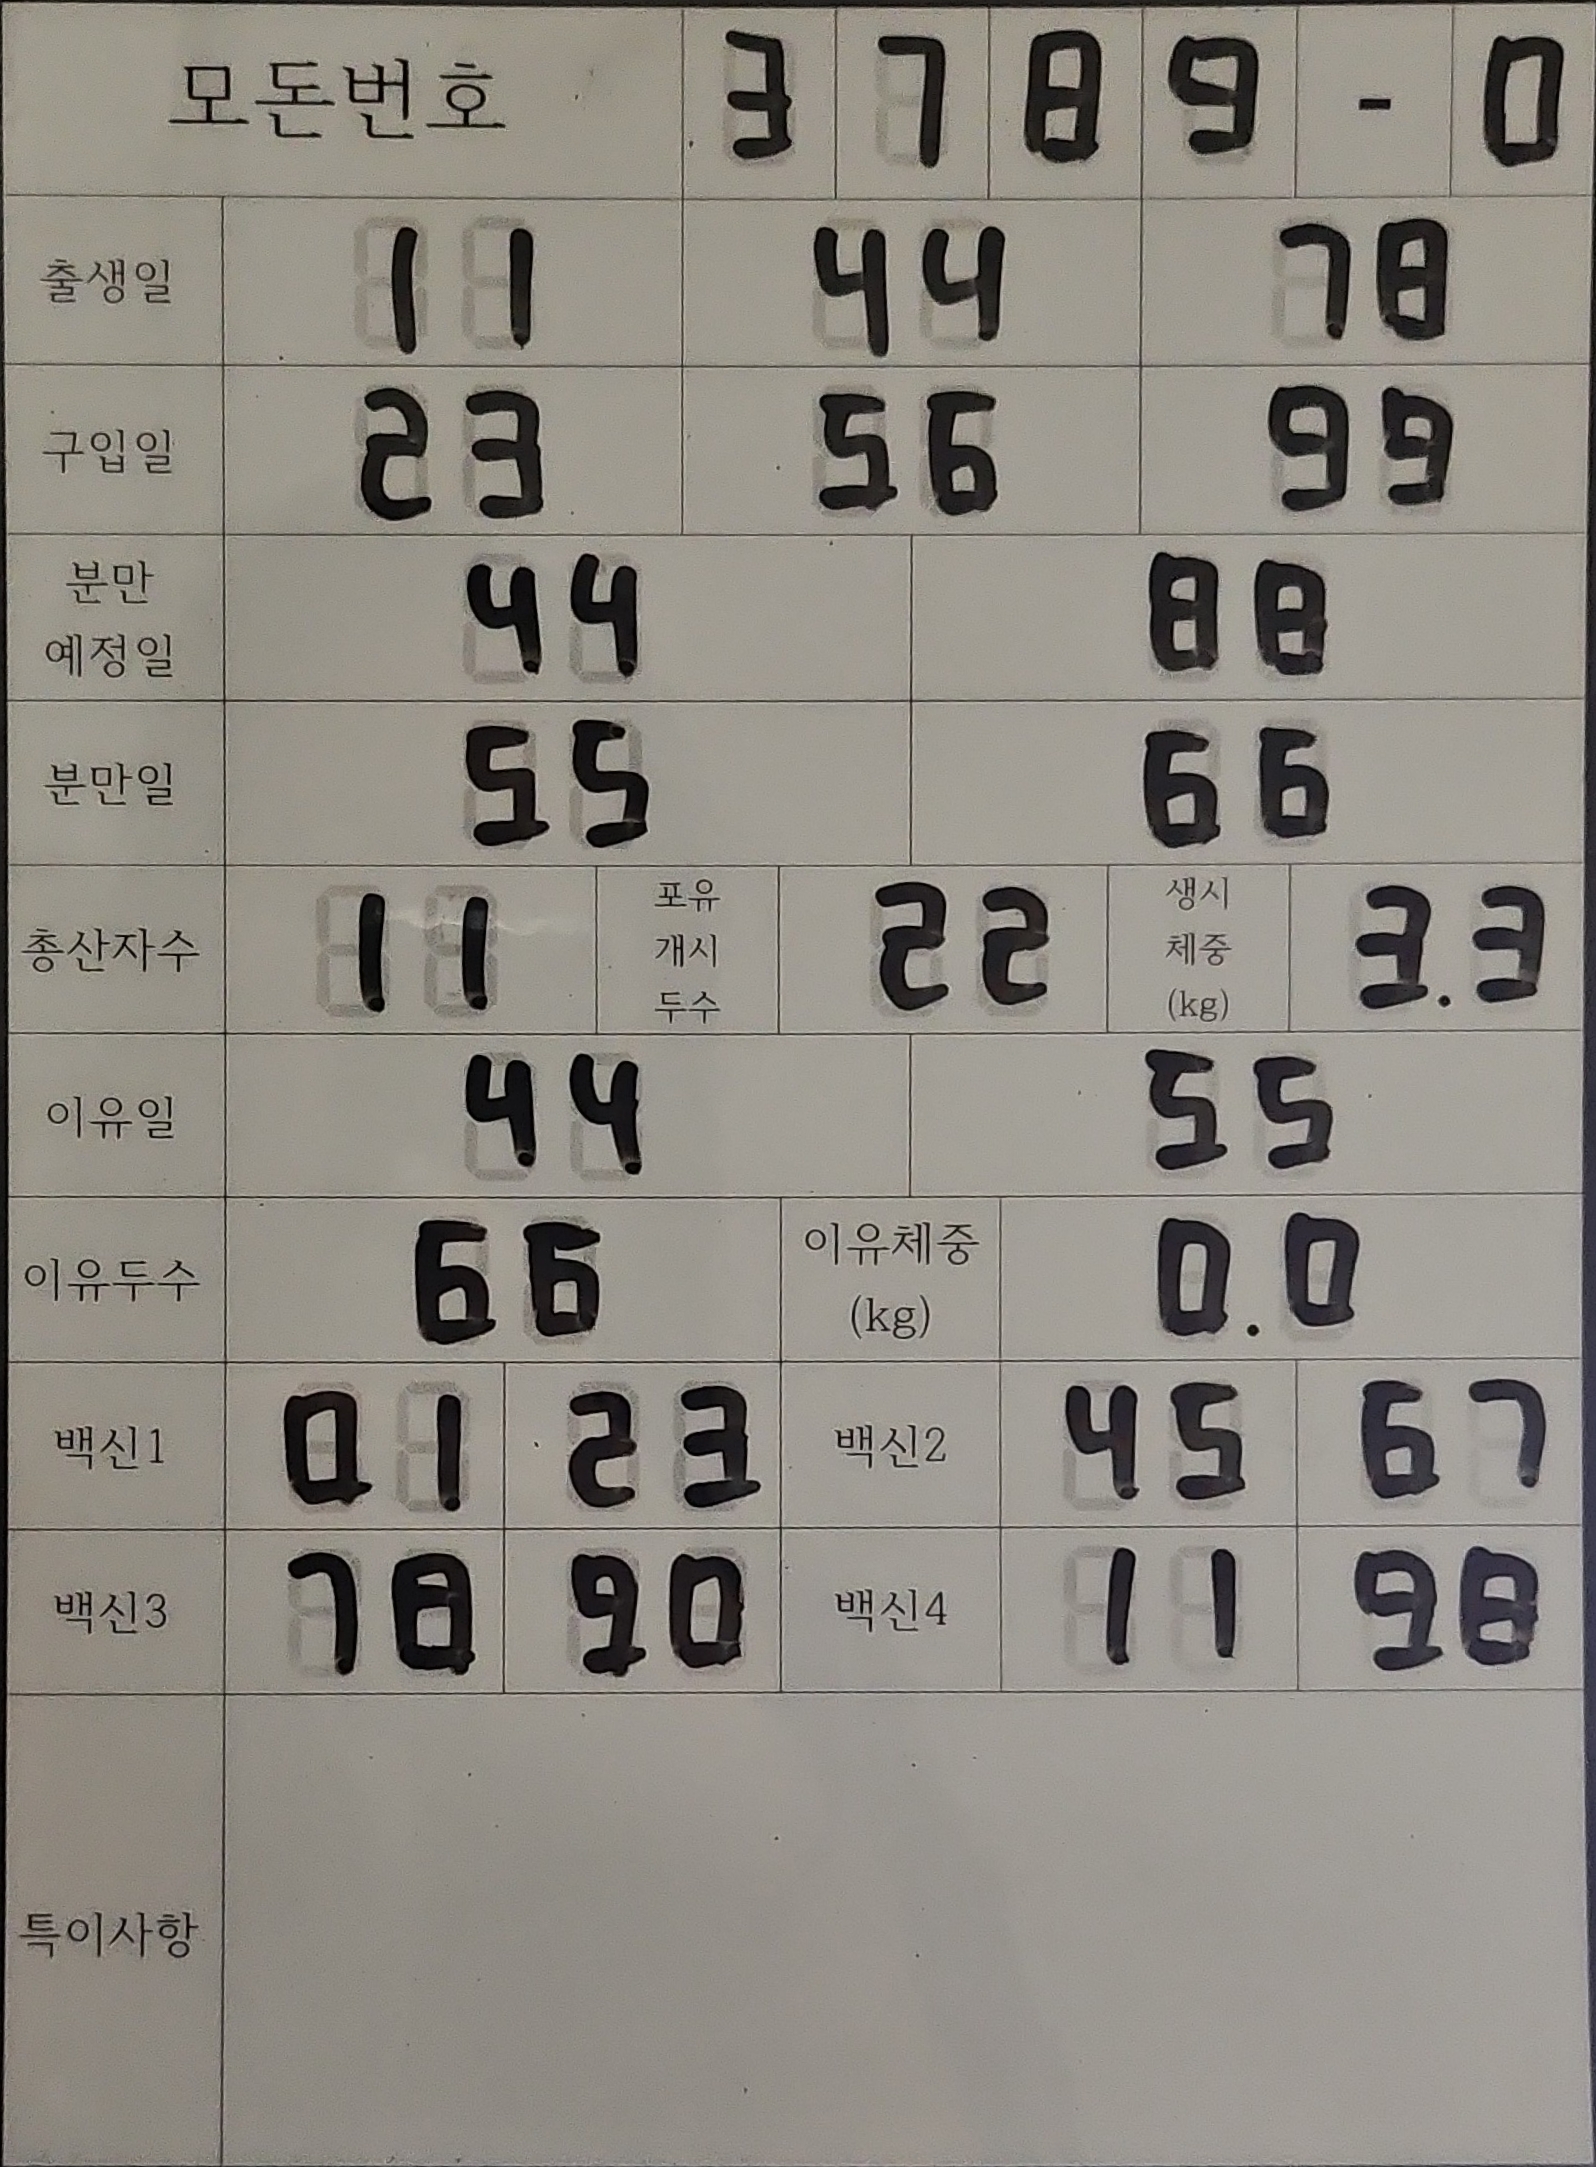 모돈번호 3 7 8 9 - 0
출생일 11 44 78
구입일 23 56 99
분만
예정일 44 88
분만일 55 66
총산자수 11 포유
개시
두수 22 생시
체중
(kg) 3.3
이유일 44 55
이유두수 66 이유체중
(kg) 0.0
백신1 01 23 백신2 45 67
백신3 78 90 백신4 11 98
특이사항